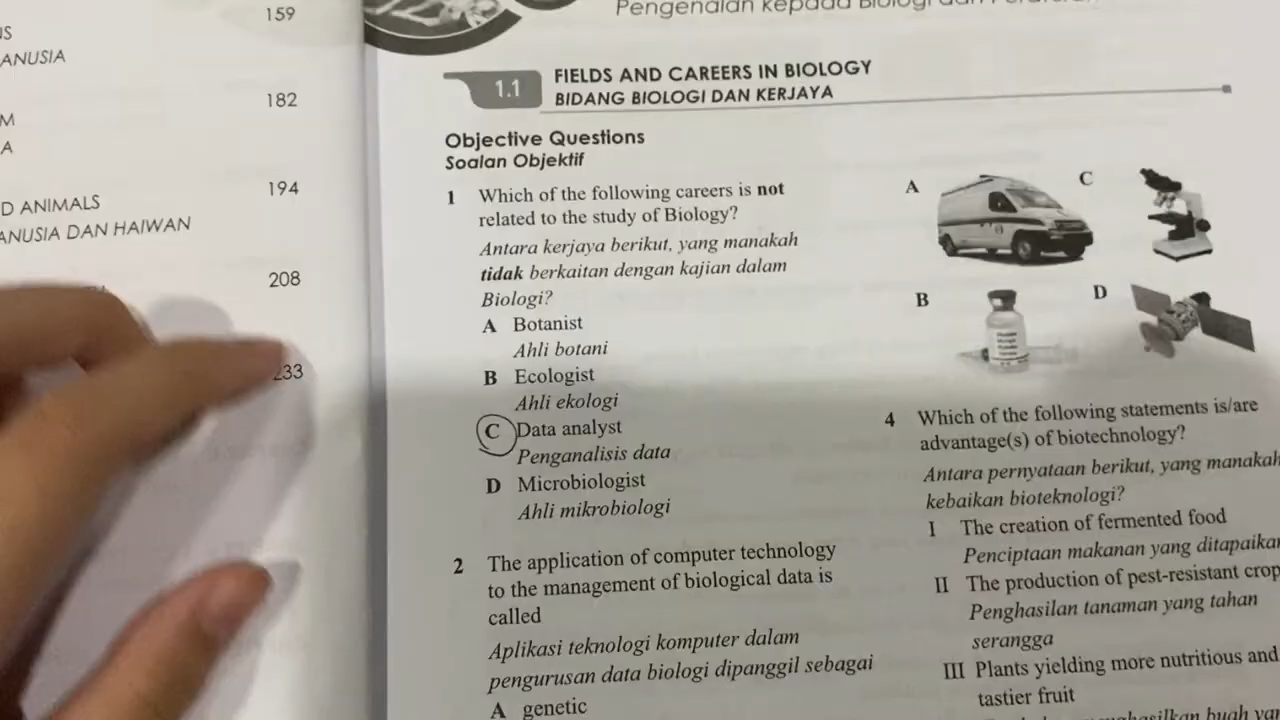 159
ANUSIA
182
M
A
194
D ANIMALS
ANUSIA DAN HAIWAN
208
233
Pengenalan kepada Biologi dan
1.1
FIELDS AND CAREERS IN BIOLOGY
BIDANG BIOLOGI DAN KERJAYA
Objective Questions
Soalan Objektif
1 Which of the following careers is not
related to the study of Biology?
Antara kerjaya berikut, yang manakah
tidak berkaitan dengan kajian dalam
Biologi?
A Botanist
Ahli botani
B Ecologist
Ahli ekologi
C Data analyst
Penganalisis data
D Microbiologist
Ahli mikrobiologi
2 The application of computer technology
to the management of biological data is
called
Aplikasi teknologi komputer dalam
pengurusan data biologi dipanggil sebagai
A genetic
A
C
B
D
4 Which of the following statements is/are
advantage(s) of biotechnology?
Antara pernyataan berikut, yang manakah
kebaikan bioteknologi?
I The creation of fermented food
Penciptaan makanan yang ditapaikan
II The production of pest-resistant crop
Penghasilan tanaman yang tahan
serangga
III Plants yielding more nutritious and
tastier fruit